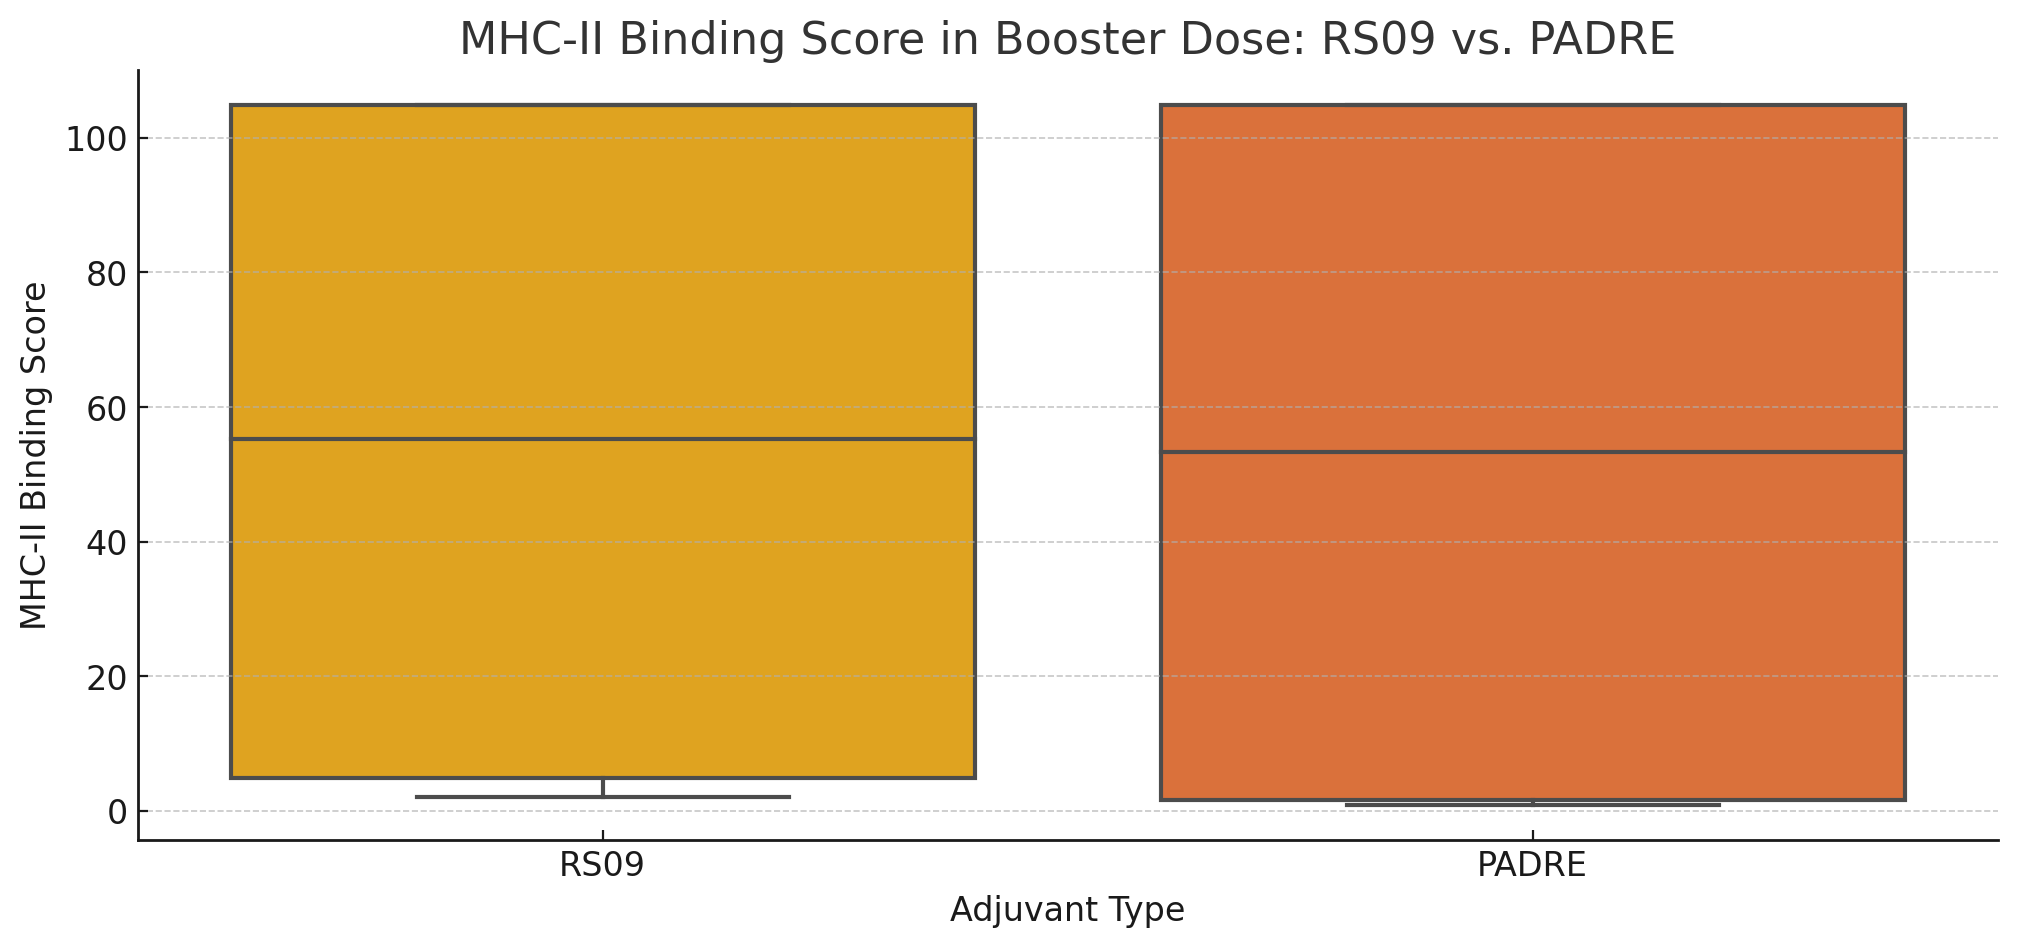 MHC-II Binding Score in Booster Dose: RS09 vs. PADRE
MHC-II Binding Score
100
80
60
40
20
0
RS09
PADRE
Adjuvant Type